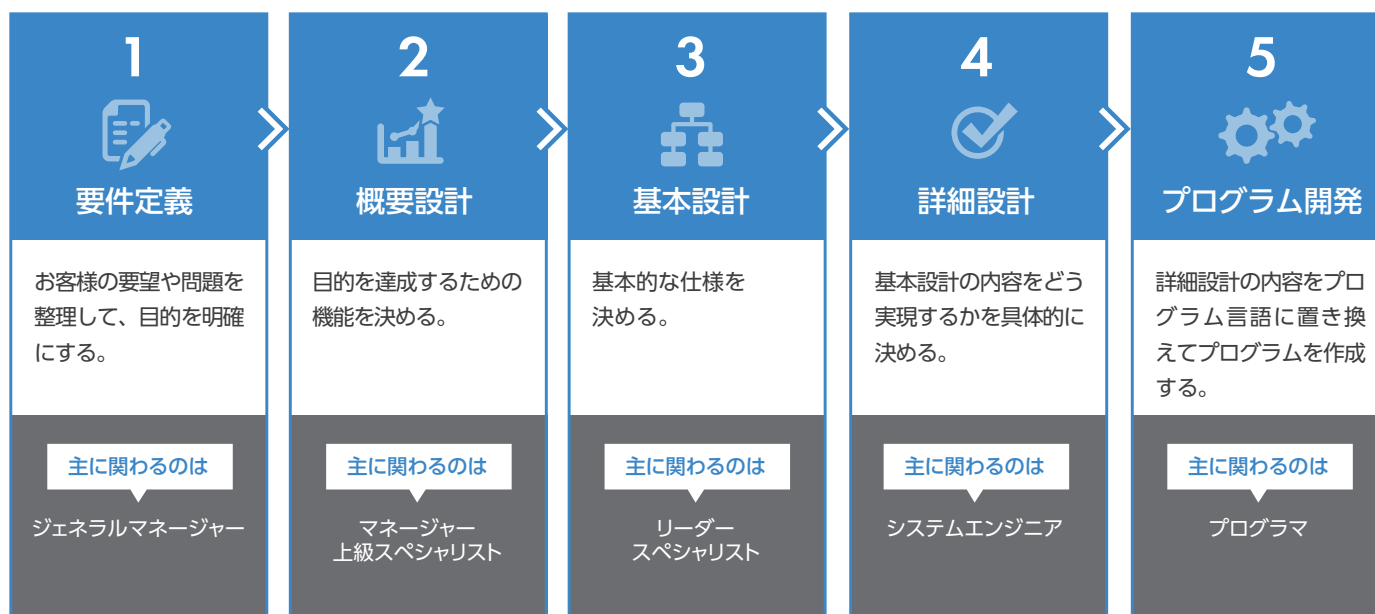 1
要件定義
お客様の要望や問題を
整理して、目的を明確
にする。
主に関わるのは
ジェネラルマネージャー
2
概要設計
目的を達成するための
機能を決める。
主に関わるのは
マネージャー
上級スペシャリスト
3
基本設計
基本的な仕様を
決める。
主に関わるのは
リーダー
スペシャリスト
4
詳細設計
基本設計の内容をどう
実現するかを具体的に
決める。
主に関わるのは
システムエンジニア
5
プログラム開発
詳細設計の内容をプロ
グラム言語に置き換
えてプログラムを作成
する。
主に関わるのは
プログラマ